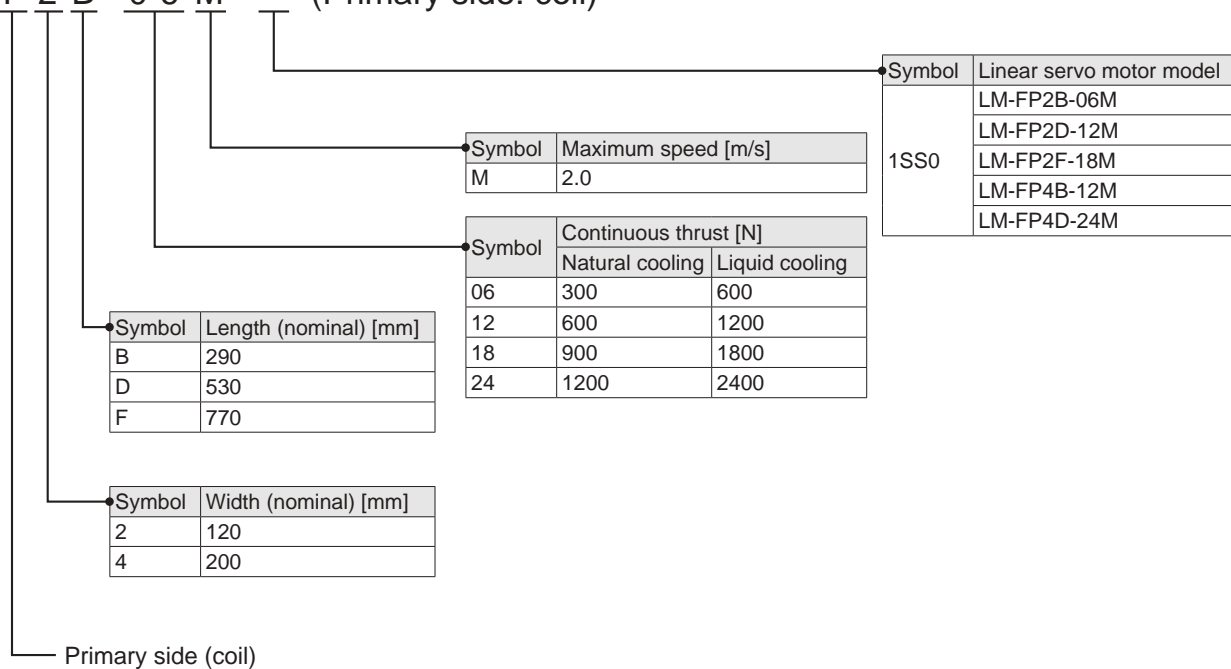 (Primary side: coil)
Symbol Linear servo motor model
1SS0
LM-FP2B-06M
LM-FP2D-12M
LM-FP2F-18M
LM-FP4B-12M
LM-FP4D-24M
Symbol Maximum speed [m/s]
M 2.0
Symbol Continuous thrust [N]
Natural cooling Liquid cooling
06 300 600
12 600 1200
18 900 1800
24 1200 2400
Symbol Length (nominal) [mm]
B 290
D 530
F 770
Symbol Width (nominal) [mm]
2 120
4 200
Primary side (coil)